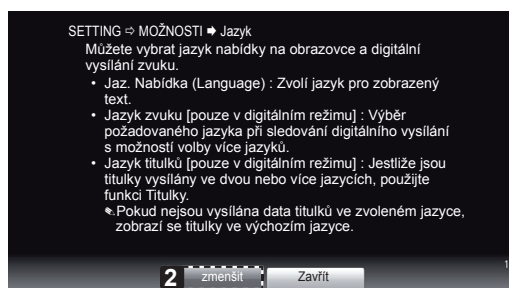 SETTING ⇨ MOŽNOSTI ➡ Jazyk
Můžete vybrat jazyk nabídky na obrazovce a digitální
vysílání zvuku.
• Jaz. Nabídka (Language) : Zvolí jazyk pro zobrazený
text.
• Jazyk zvuku [pouze v digitálním režimu] : Výběr
požadovaného jazyka při sledování digitálního vysílání
s možností volby více jazyků.
• Jazyk titulků [pouze v digitálním režimu] : Jestliže jsou
titulky vysílány ve dvou nebo více jazycích, použijte
funkci Titulky.
✎Pokud nejsou vysílána data titulků ve zvoleném jazyce,
zobrazí se titulky ve výchozím jazyce.
1
2 zmenšit Zavřít